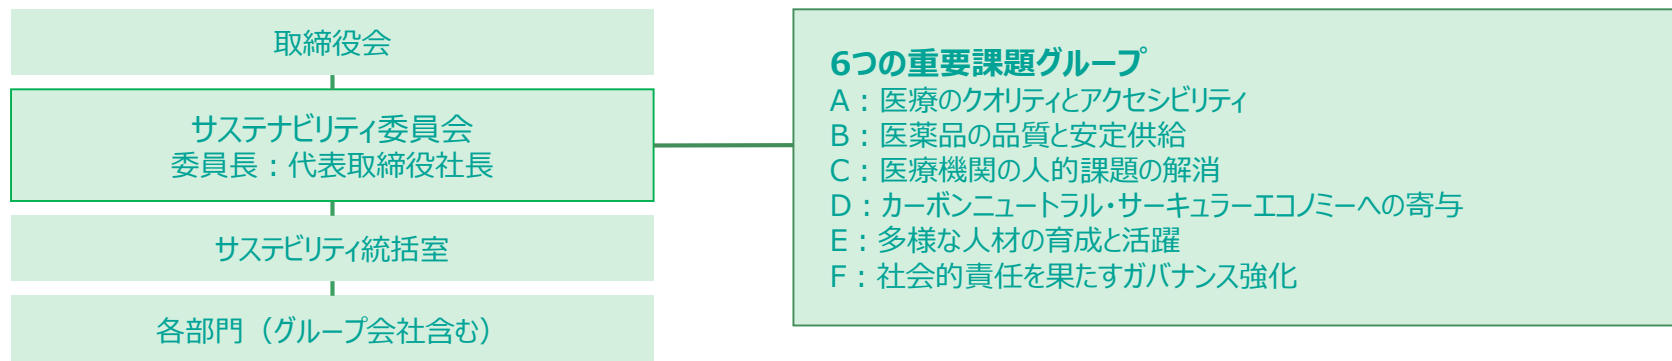 取締役会
サステナビリティ委員会
委員長：代表取締役社長
サステビリティ統括室
各部門（グループ会社含む）
6つの重要課題グループ
A：医療のクオリティとアクセシビリティ
B：医薬品の品質と安定供給
C：医療機関の人的課題の解消
D：カーボンニュートラル・サーキュラーエコノミーへの寄与
E：多様な人材の育成と活躍
F：社会的責任を果たすガバナンス強化